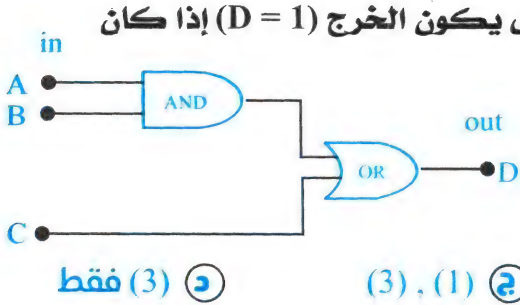 يكون الخرج (D = 1) إذا كان
in
A
AND
B
out
OR
D
C
ج (1) , (3)
د (3) فقط